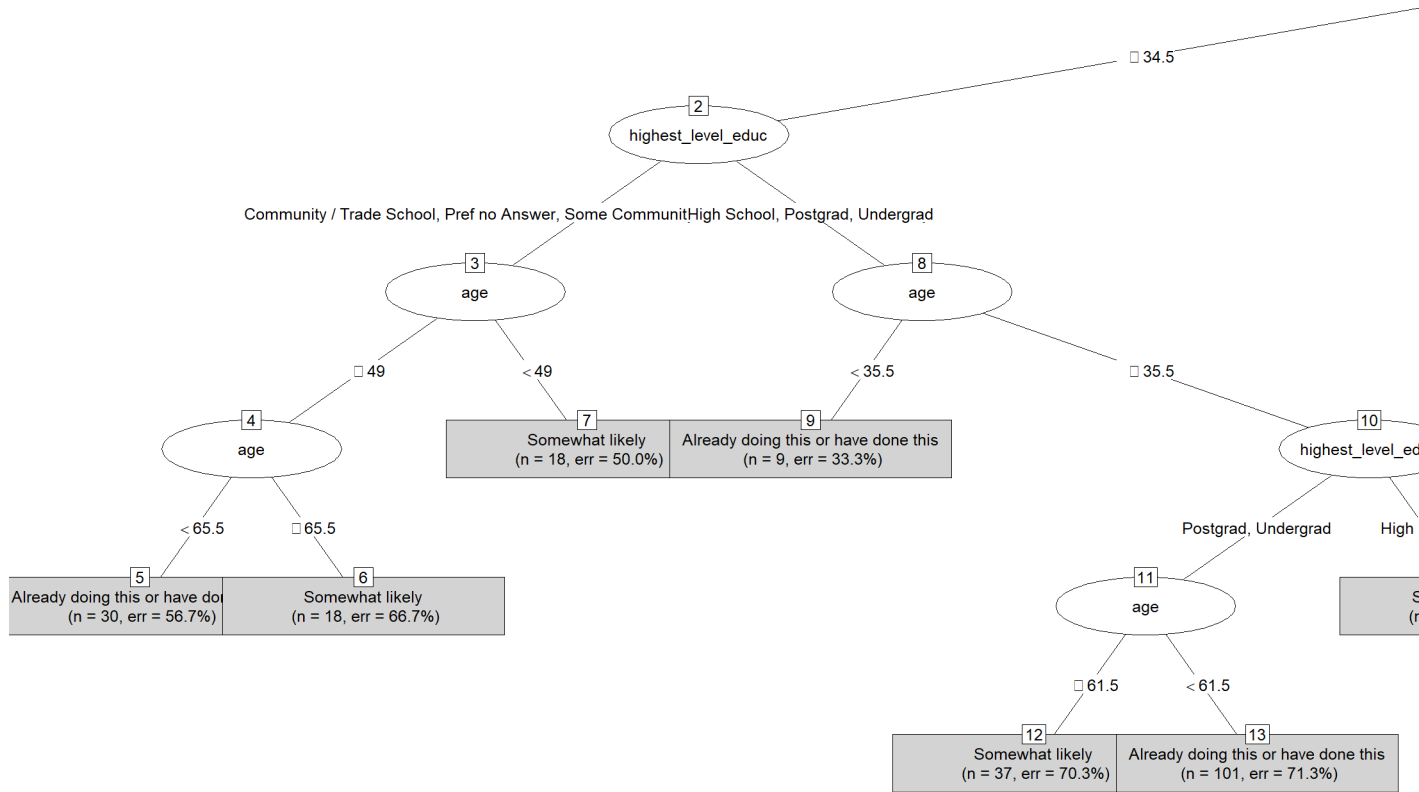 □ 34.5
2
highest_level_educ
Community / Trade School, Pref no Answer, Some Communit
High School, Postgrad, Undergrad
3
age
8
age
□ 49
< 49
< 35.5
□ 35.5
4
age
7
Somewhat likely
(n = 18, err = 50.0%)
9
Already doing this or have done this
(n = 9, err = 33.3%)
10
highest_level_ed
< 65.5
□ 65.5
Postgrad, Undergrad
High
5
Already doing this or have do
(n = 30, err = 56.7%)
6
Somewhat likely
(n = 18, err = 66.7%)
11
age
S
(n
□ 61.5
< 61.5
12
Somewhat likely
(n = 37, err = 70.3%)
13
Already doing this or have done this
(n = 101, err = 71.3%)